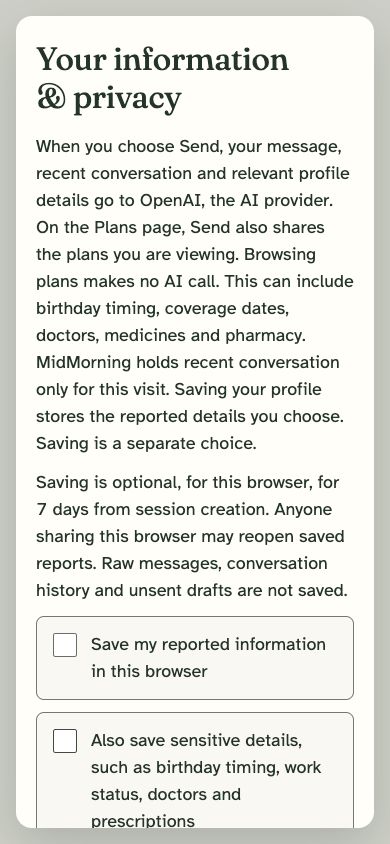 Your information
& privacy
When you choose Send, your message,
recent conversation and relevant profile
details go to OpenAI, the AI provider.
On the Plans page, Send also shares
the plans you are viewing. Browsing
plans makes no AI call. This can include
birthday timing, coverage dates,
doctors, medicines and pharmacy.
MidMorning holds recent conversation
only for this visit. Saving your profile
stores the reported details you choose.
Saving is a separate choice.
Saving is optional, for this browser, for
7 days from session creation. Anyone
sharing this browser may reopen saved
reports. Raw messages, conversation
history and unsent drafts are not saved.
Save my reported information
in this browser
Also save sensitive details,
such as birthday timing, work
status, doctors and
prescriptions